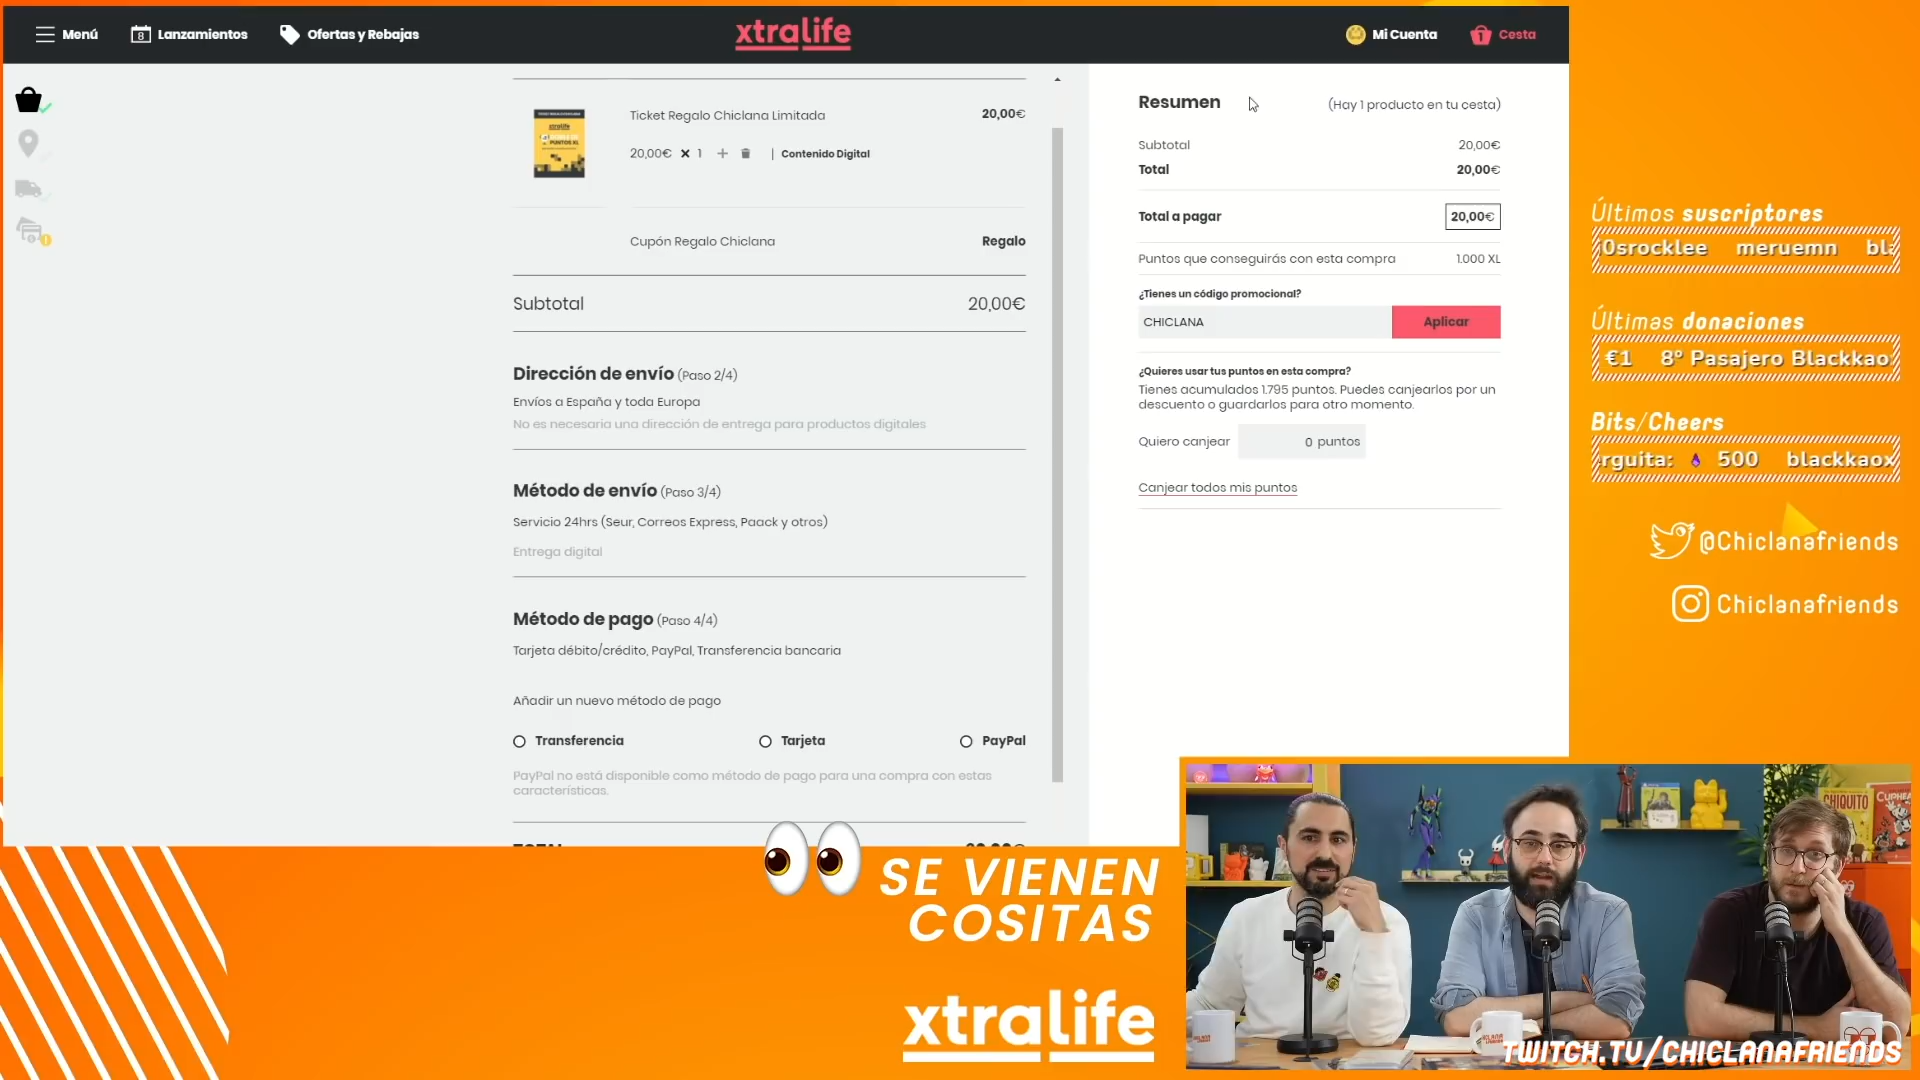 Menú
8
Lanzamientos
Ofertas y Rebajas
xtralife
Mi Cuenta
1
Cesta
Ticket Regalo Chiclana Limitada
20,00€
20,00€ × 1 + | Contenido Digital
Cupón Regalo Chiclana
Regalo
Subtotal
20,00€
Dirección de envío (Paso 2/4)
Envíos a España y toda Europa
No es necesaria una dirección de entrega para productos digitales
Método de envío (Paso 3/4)
Servicio 24hrs (Seur, Correos Express, Paack y otros)
Entrega digital
Método de pago (Paso 4/4)
Tarjeta débito/crédito, PayPal, Transferencia bancaria
Añadir un nuevo método de pago
Transferencia
Tarjeta
PayPal
PayPal no está disponible como método de pago para una compra con estas
características.
Resumen
(Hay 1 producto en tu cesta)
Subtotal
20,00€
Total
20,00€
Total a pagar
20,00€
Puntos que conseguirás con esta compra
1.000 XL
¿Tienes un código promocional?
CHICLANA
Aplicar
¿Quieres usar tus puntos en esta compra?
Tienes acumulados 1.795 puntos. Puedes canjearlos por un
descuento o guardarlos para otro momento.
Quiero canjear
0 puntos
Canjear todos mis puntos
Últimos suscriptores
0srocklee meruemn bl
Últimas donaciones
€1 8º Pasajero Blackkao
Bits/Cheers
rguita: 500 blackkaox
@Chiclanafriends
Chiclanafriends
SE VIENEN
COSITAS
xtralife
CHIQUITO
CUPHEA
TWITCH.TV/CHICLANAFRIENDS